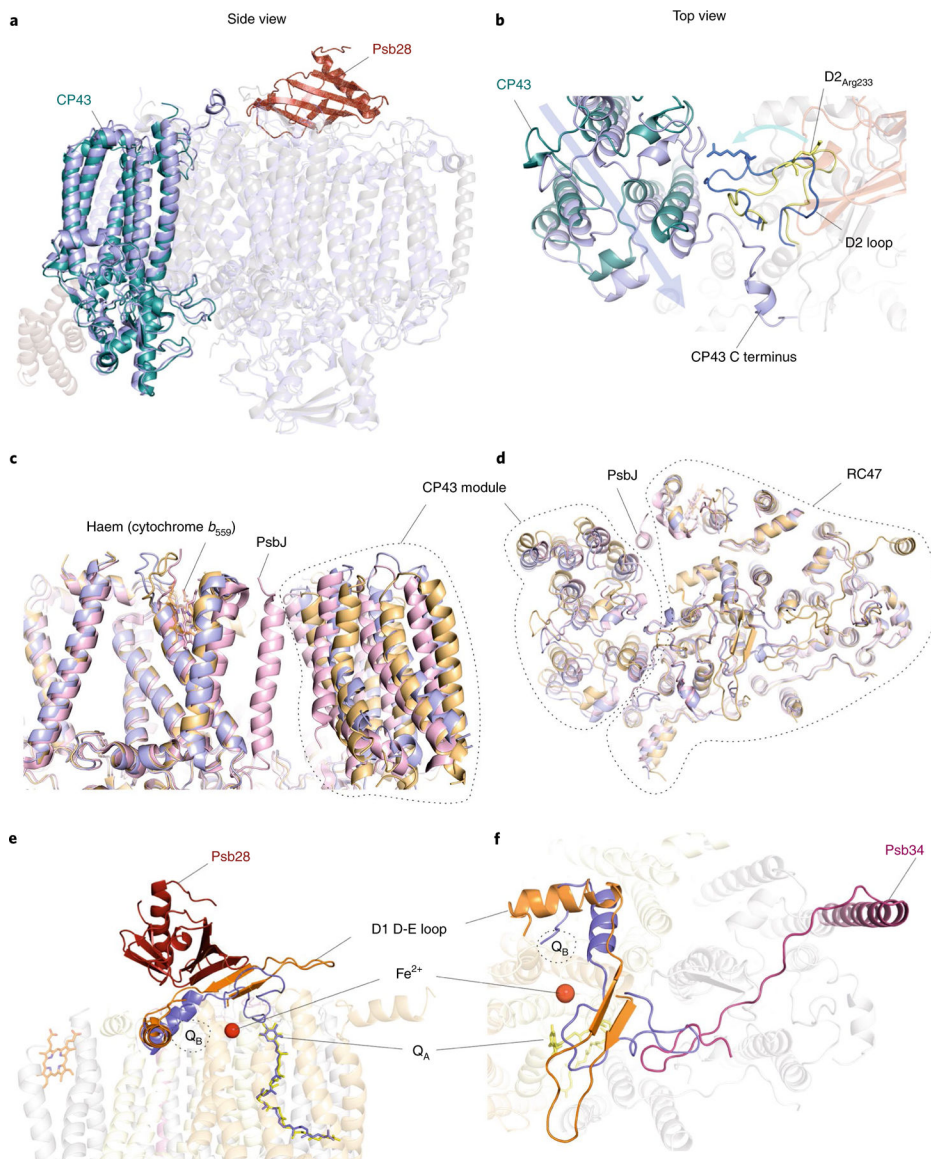 a
Side view
Psb28
CP43
b
Top view
D2Arg233
CP43
D2 loop
CP43 C terminus
c
CP43 module
Haem (cytochrome b559)
PsbJ
d
RC47
PsbJ
e
Psb28
D1 D-E loop
QB
Fe2+
QA
f
Psb34
QB